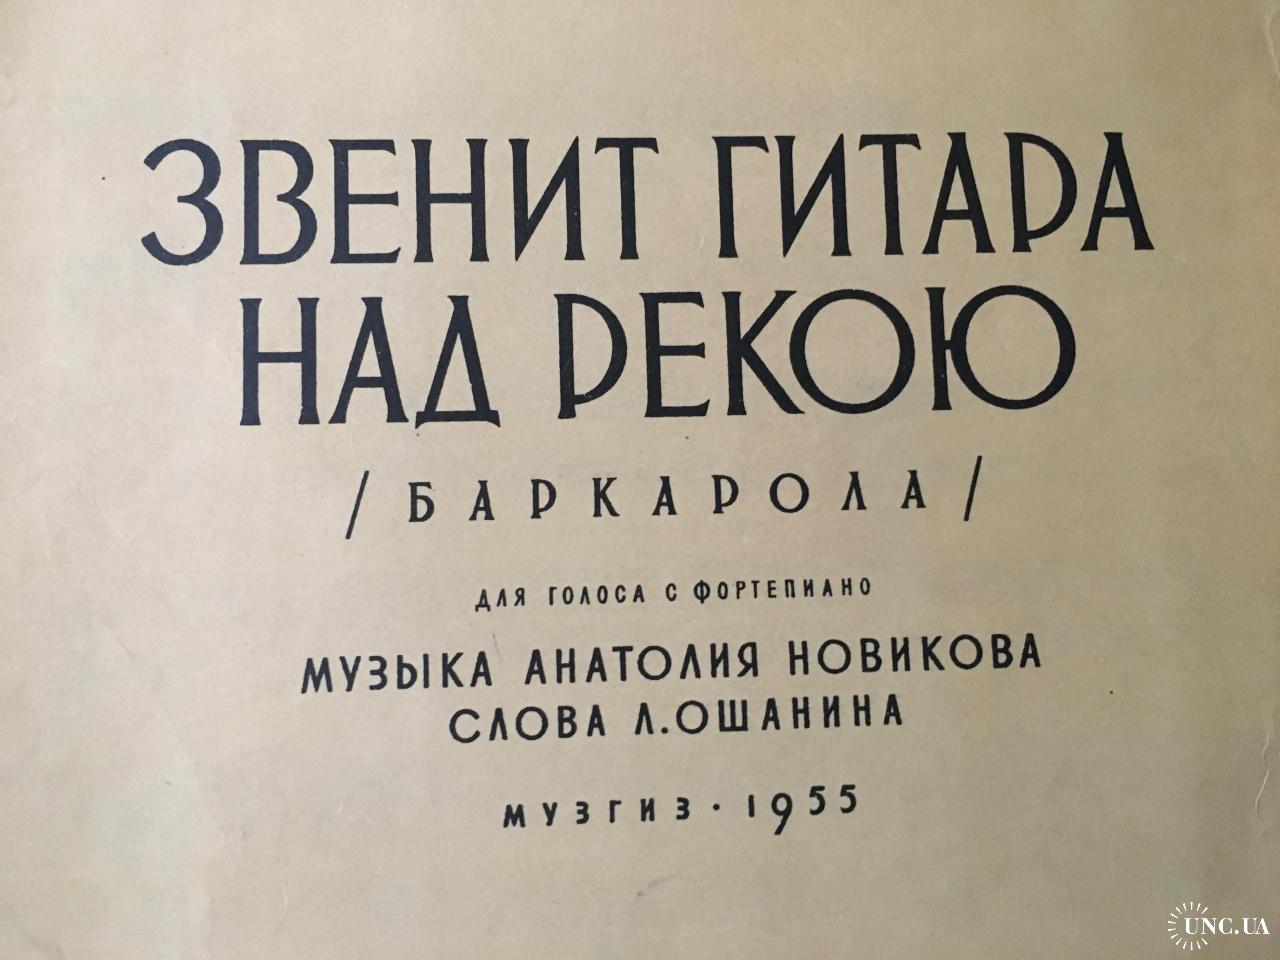 ЗВЕНИТ ГИТАРА
НАД РЕКОЮ
/ БАРКАРОЛА /
ДЛЯ ГОЛОСА С ФОРТЕПИАНО
МУЗЫКА АНАТОЛИЯ НОВИКОВА
СЛОВА Л.ОШАНИНА
МУЗГИЗ · 1955
UNC.UA